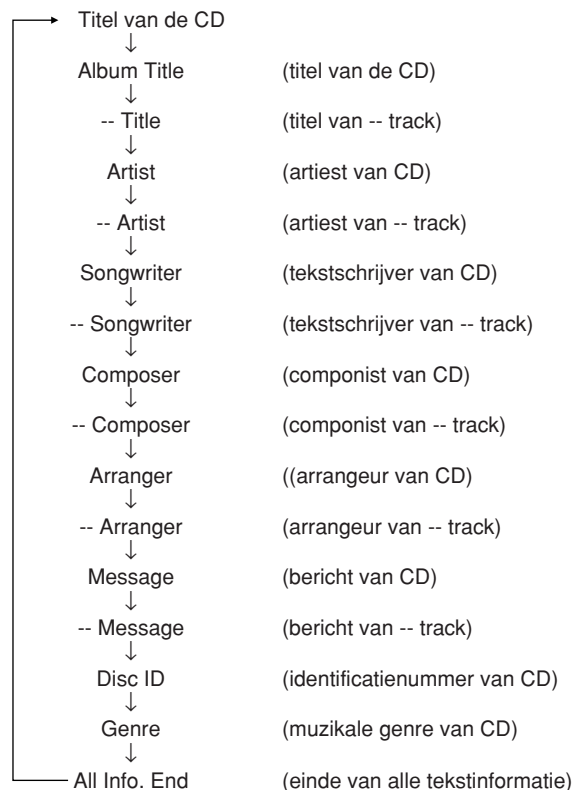 Titel van de CD
↓
Album Title (titel van de CD)
↓
-- Title (titel van -- track)
↓
Artist (artiest van CD)
↓
-- Artist (artiest van -- track)
↓
Songwriter (tekstschrijver van CD)
↓
-- Songwriter (tekstschrijver van -- track)
↓
Composer (componist van CD)
↓
-- Composer (componist van -- track)
↓
Arranger ((arrangeur van CD)
↓
-- Arranger (arrangeur van -- track)
↓
Message (bericht van CD)
↓
-- Message (bericht van -- track)
↓
Disc ID (identificatienummer van CD)
↓
Genre (muzikale genre van CD)
↓
All Info. End (einde van alle tekstinformatie)